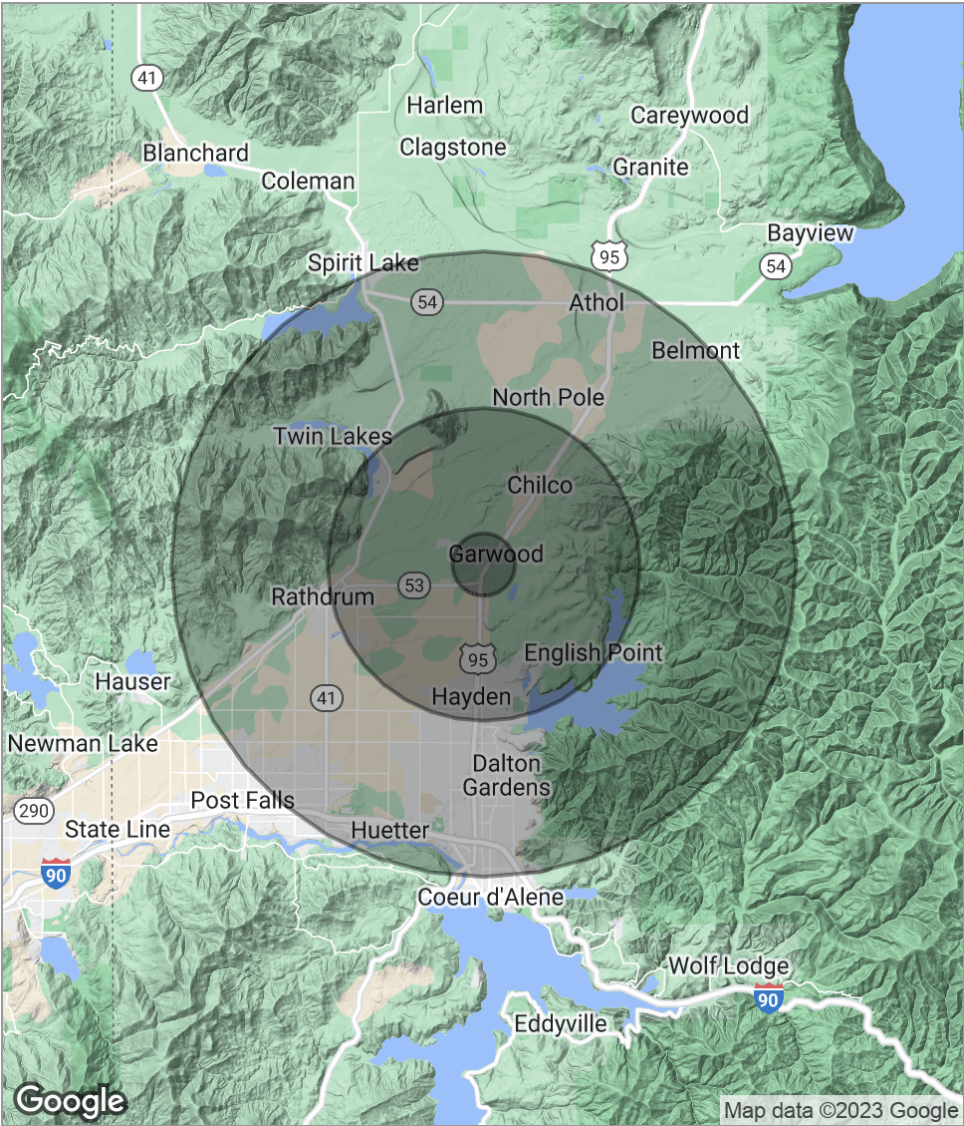 41
Harlem
Careywood
Clagstone
Blanchard
Granite
Coleman
Bayview
95
Spirit Lake
54
54
Athol
Belmont
North Pole
Twin Lakes
Chilco
Garwood
53
Rathdrum
English Point
95
Hauser
41
Hayden
Newman Lake
Dalton
Gardens
Post Falls
290
State Line
Huetter
90
Coeur d'Alene
Wolf Lodge
90
Eddyville
Google
Map data ©2023 Google